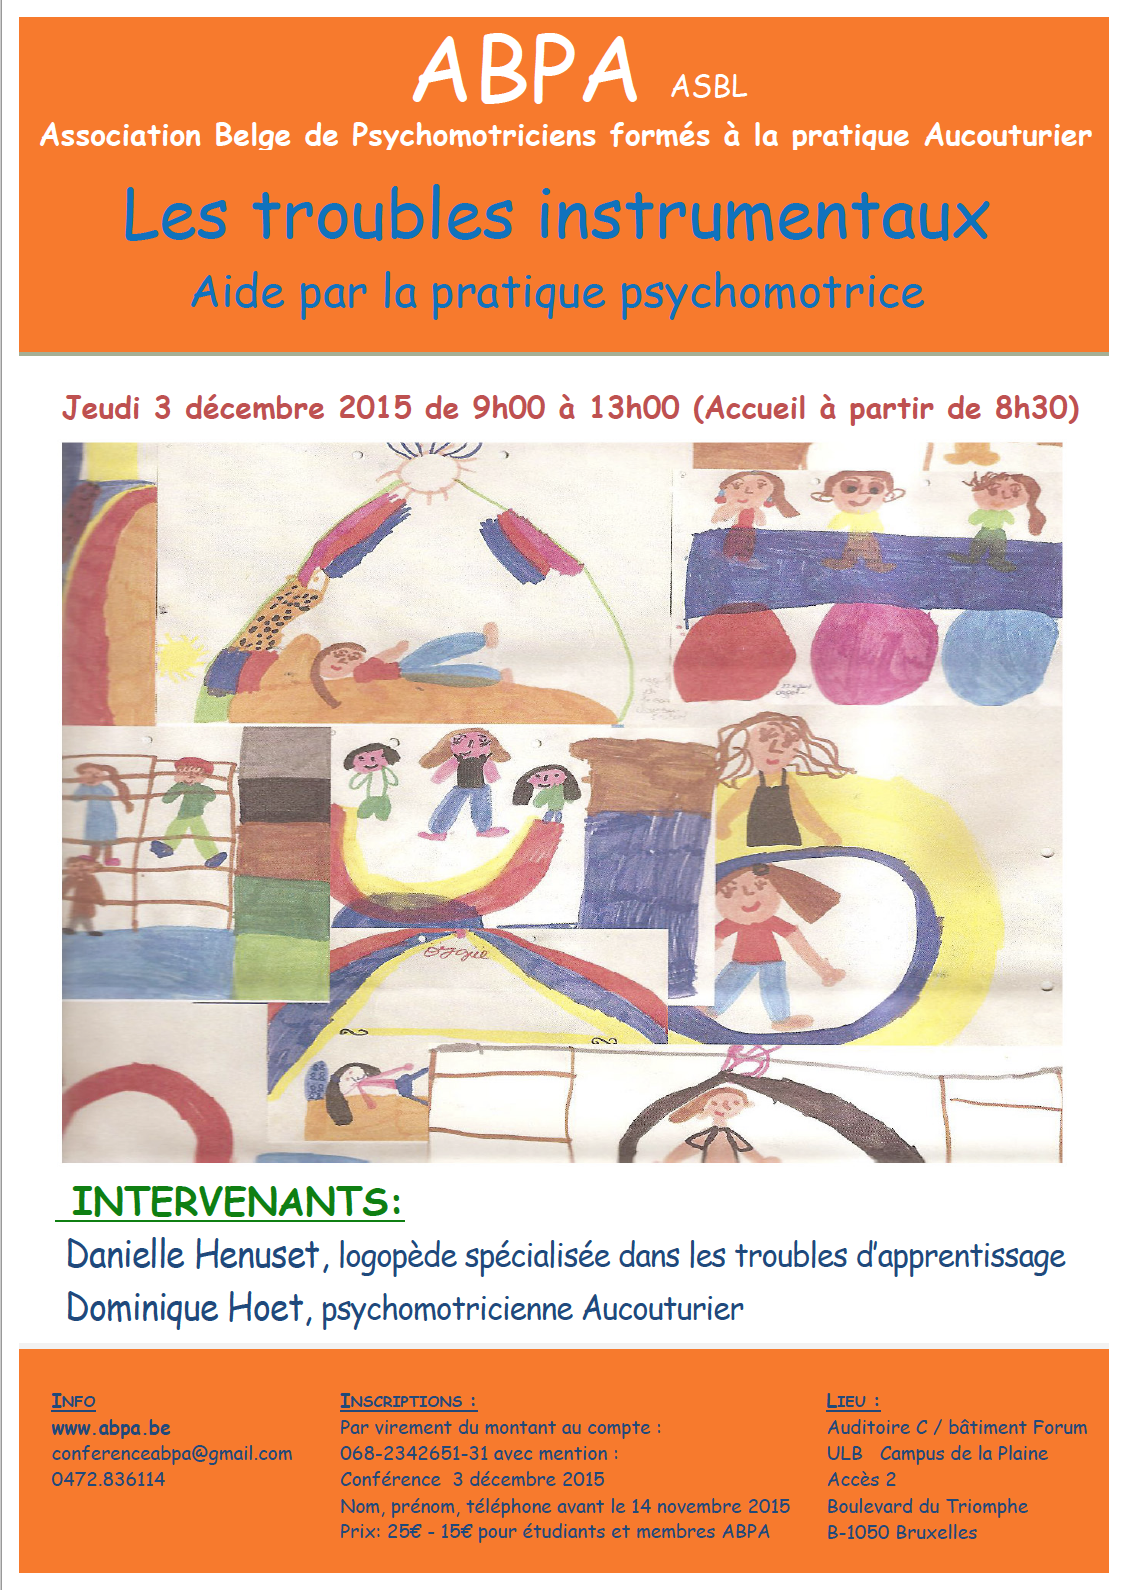 ABPA ASBL
Association Belge de Psychomotriciens formés à la pratique Aucouturier
Les troubles instrumentaux
Aide par la pratique psychomotrice
Jeudi 3 décembre 2015 de 9h00 à 13h00 (Accueil à partir de 8h30)
INTERVENANTS:
Danielle Henuset, logopède spécialisée dans les troubles d'apprentissage
Dominique Hoet, psychomotricienne Aucouturier
INFO
www.abpa.be
conferenceabpa@gmail.com
0472.836114
INSCRIPTIONS :
Par virement du montant au compte :
068-2342651-31 avec mention :
Conférence 3 décembre 2015
Nom, prénom, téléphone avant le 14 novembre 2015
Prix: 25€ - 15€ pour étudiants et membres ABPA
LIEU :
Auditoire C / bâtiment Forum
ULB Campus de la Plaine
Accès 2
Boulevard du Triomphe
B-1050 Bruxelles